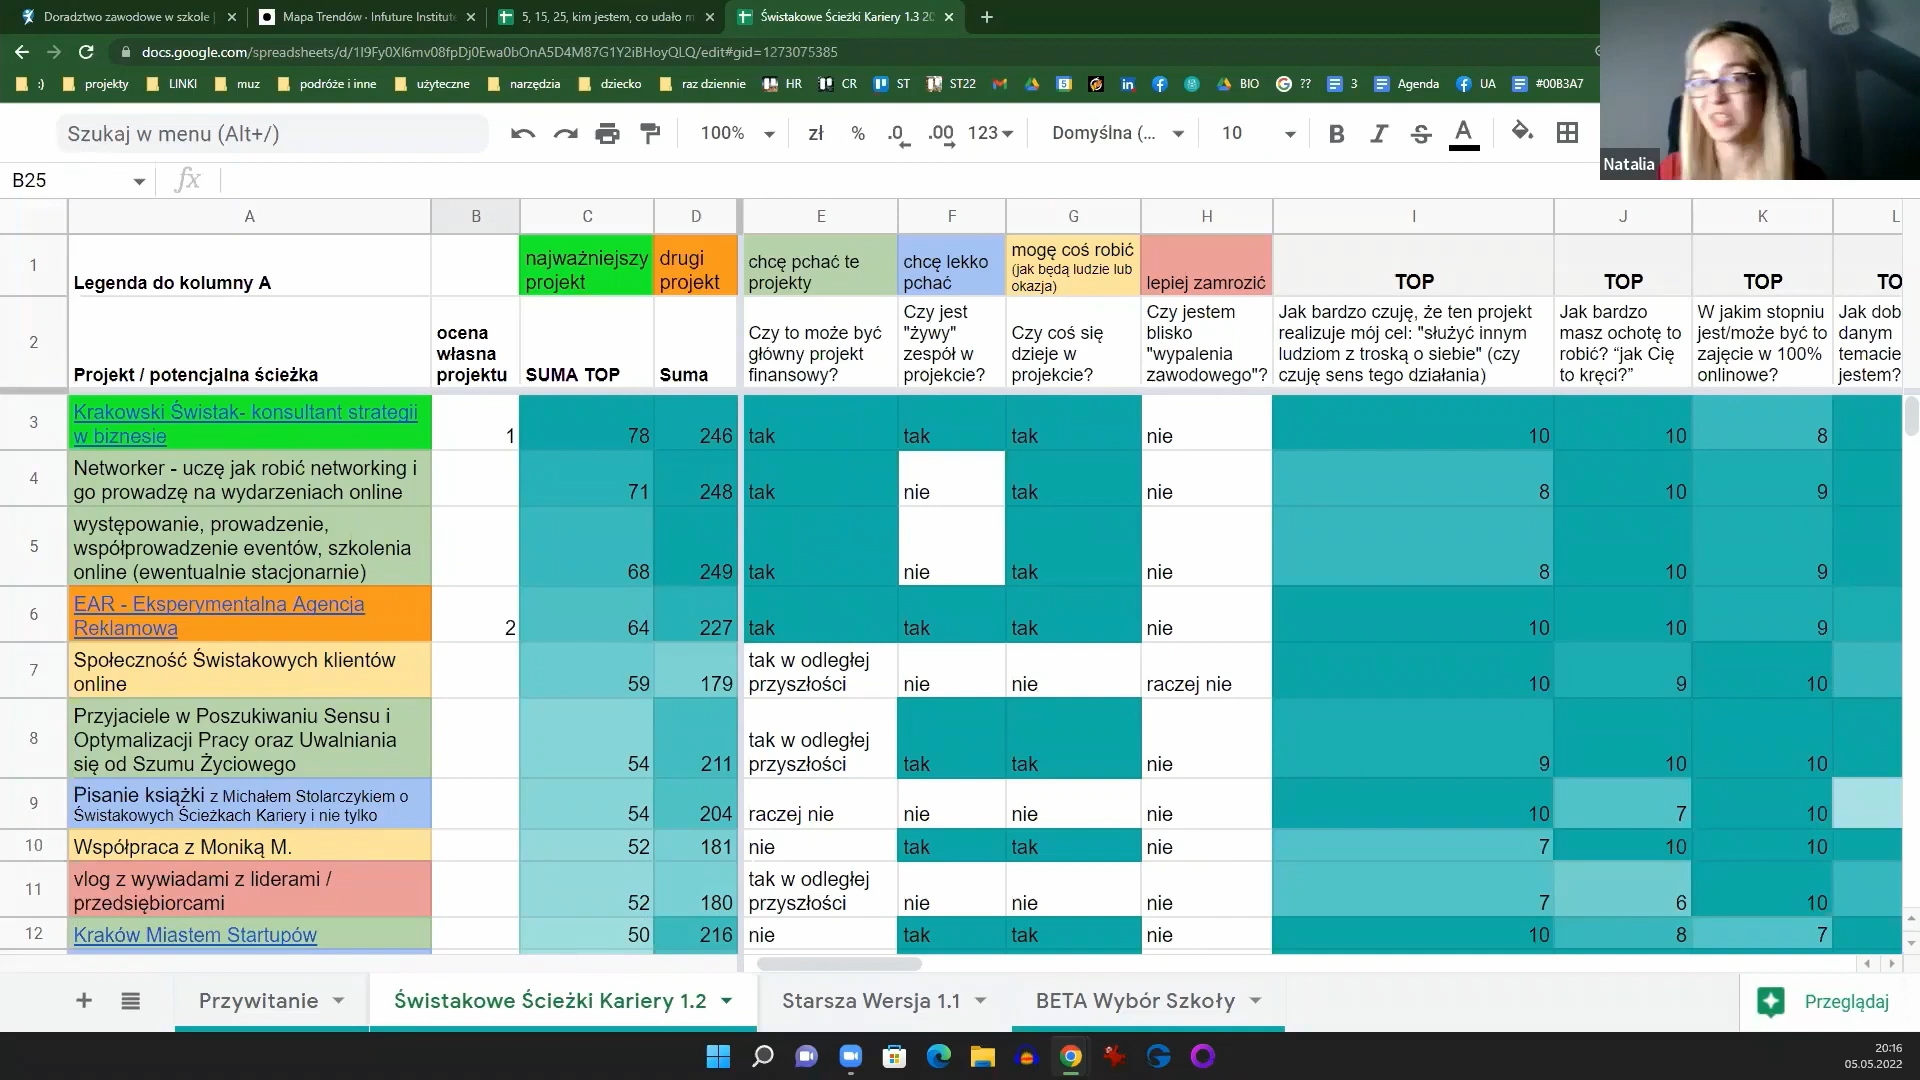 Doradztwo zawodowe w szkole
Mapa Trendów · Infuture Institute
5, 15, 25, kim jestem, co udało m
Świstakowe Ścieżki Kariery 1.3 20
docs.google.com/spreadsheets/d/1I9Fy0Xl6mv08fpDj0Ewa0bOnA5D4M87G1Y2iBHoyQLQ/edit#gid=1273075385
:) projekty LINKI muz podróże i inne użyteczne narzędzia dziecko raz dziennie HR CR ST ST22 BIO ?? 3 Agenda UA #00B3A7
Szukaj w menu (Alt+/) 100% zł % .0 .00 123 Domyślna (... 10 B I S A
Natalia
B25 fx
A B C D E F G H I J K L
1
Legenda do kolumny A
najważniejszy
projekt
drugi
projekt
chcę pchać te
projekty
chcę lekko
pchać
mogę coś robić
(jak będą ludzie lub
okazja)
lepiej zamrozić
TOP
TOP
TOP
TO
2
Projekt / potencjalna ścieżka
ocena
własna
projektu
SUMA TOP
Suma
Czy to może być
główny projekt
finansowy?
Czy jest
"żywy"
zespół w
projekcie?
Czy coś się
dzieje w
projekcie?
Czy jestem
blisko
"wypalenia
zawodowego"?
Jak bardzo czuję, że ten projekt
realizuje mój cel: "służyć innym
ludziom z troską o siebie" (czy
czuję sens tego działania)
Jak bardzo
masz ochotę to
robić? “jak Cię
to kręci?”
W jakim stopniu
jest/może być to
zajęcie w 100%
onlinowe?
Jak dob
danym
temacie
jestem?
3
Krakowski Świstak- konsultant strategii
w biznesie
1 78 246 tak tak tak nie 10 10 8
4
Networker - uczę jak robić networking i
go prowadzę na wydarzeniach online
71 248 tak nie tak nie 8 10 9
5
występowanie, prowadzenie,
współprowadzenie eventów, szkolenia
online (ewentualnie stacjonarnie)
68 249 tak nie tak nie 8 10 9
6
EAR - Eksperymentalna Agencja
Reklamowa
2 64 227 tak tak tak nie 10 10 9
7
Społeczność Świstakowych klientów
online
59 179
tak w odległej
przyszłości
nie nie raczej nie 10 9 10
8
Przyjaciele w Poszukiwaniu Sensu i
Optymalizacji Pracy oraz Uwalniania
się od Szumu Życiowego
54 211
tak w odległej
przyszłości
tak tak nie 9 10 10
9
Pisanie książki z Michałem Stolarczykiem o
Świstakowych Ścieżkach Kariery i nie tylko
54 204 raczej nie nie nie nie 10 7 10
10 Współpraca z Moniką M. 52 181 nie tak tak nie 7 10 10
11
vlog z wywiadami z liderami /
przedsiębiorcami
52 180
tak w odległej
przyszłości
nie nie nie 7 6 10
12 Kraków Miastem Startupów 50 216 nie tak tak nie 10 8 7
Przywitanie
Świstakowe Ścieżki Kariery 1.2
Starsza Wersja 1.1
BETA Wybór Szkoły
Przeglądaj
20:16
05.05.2022